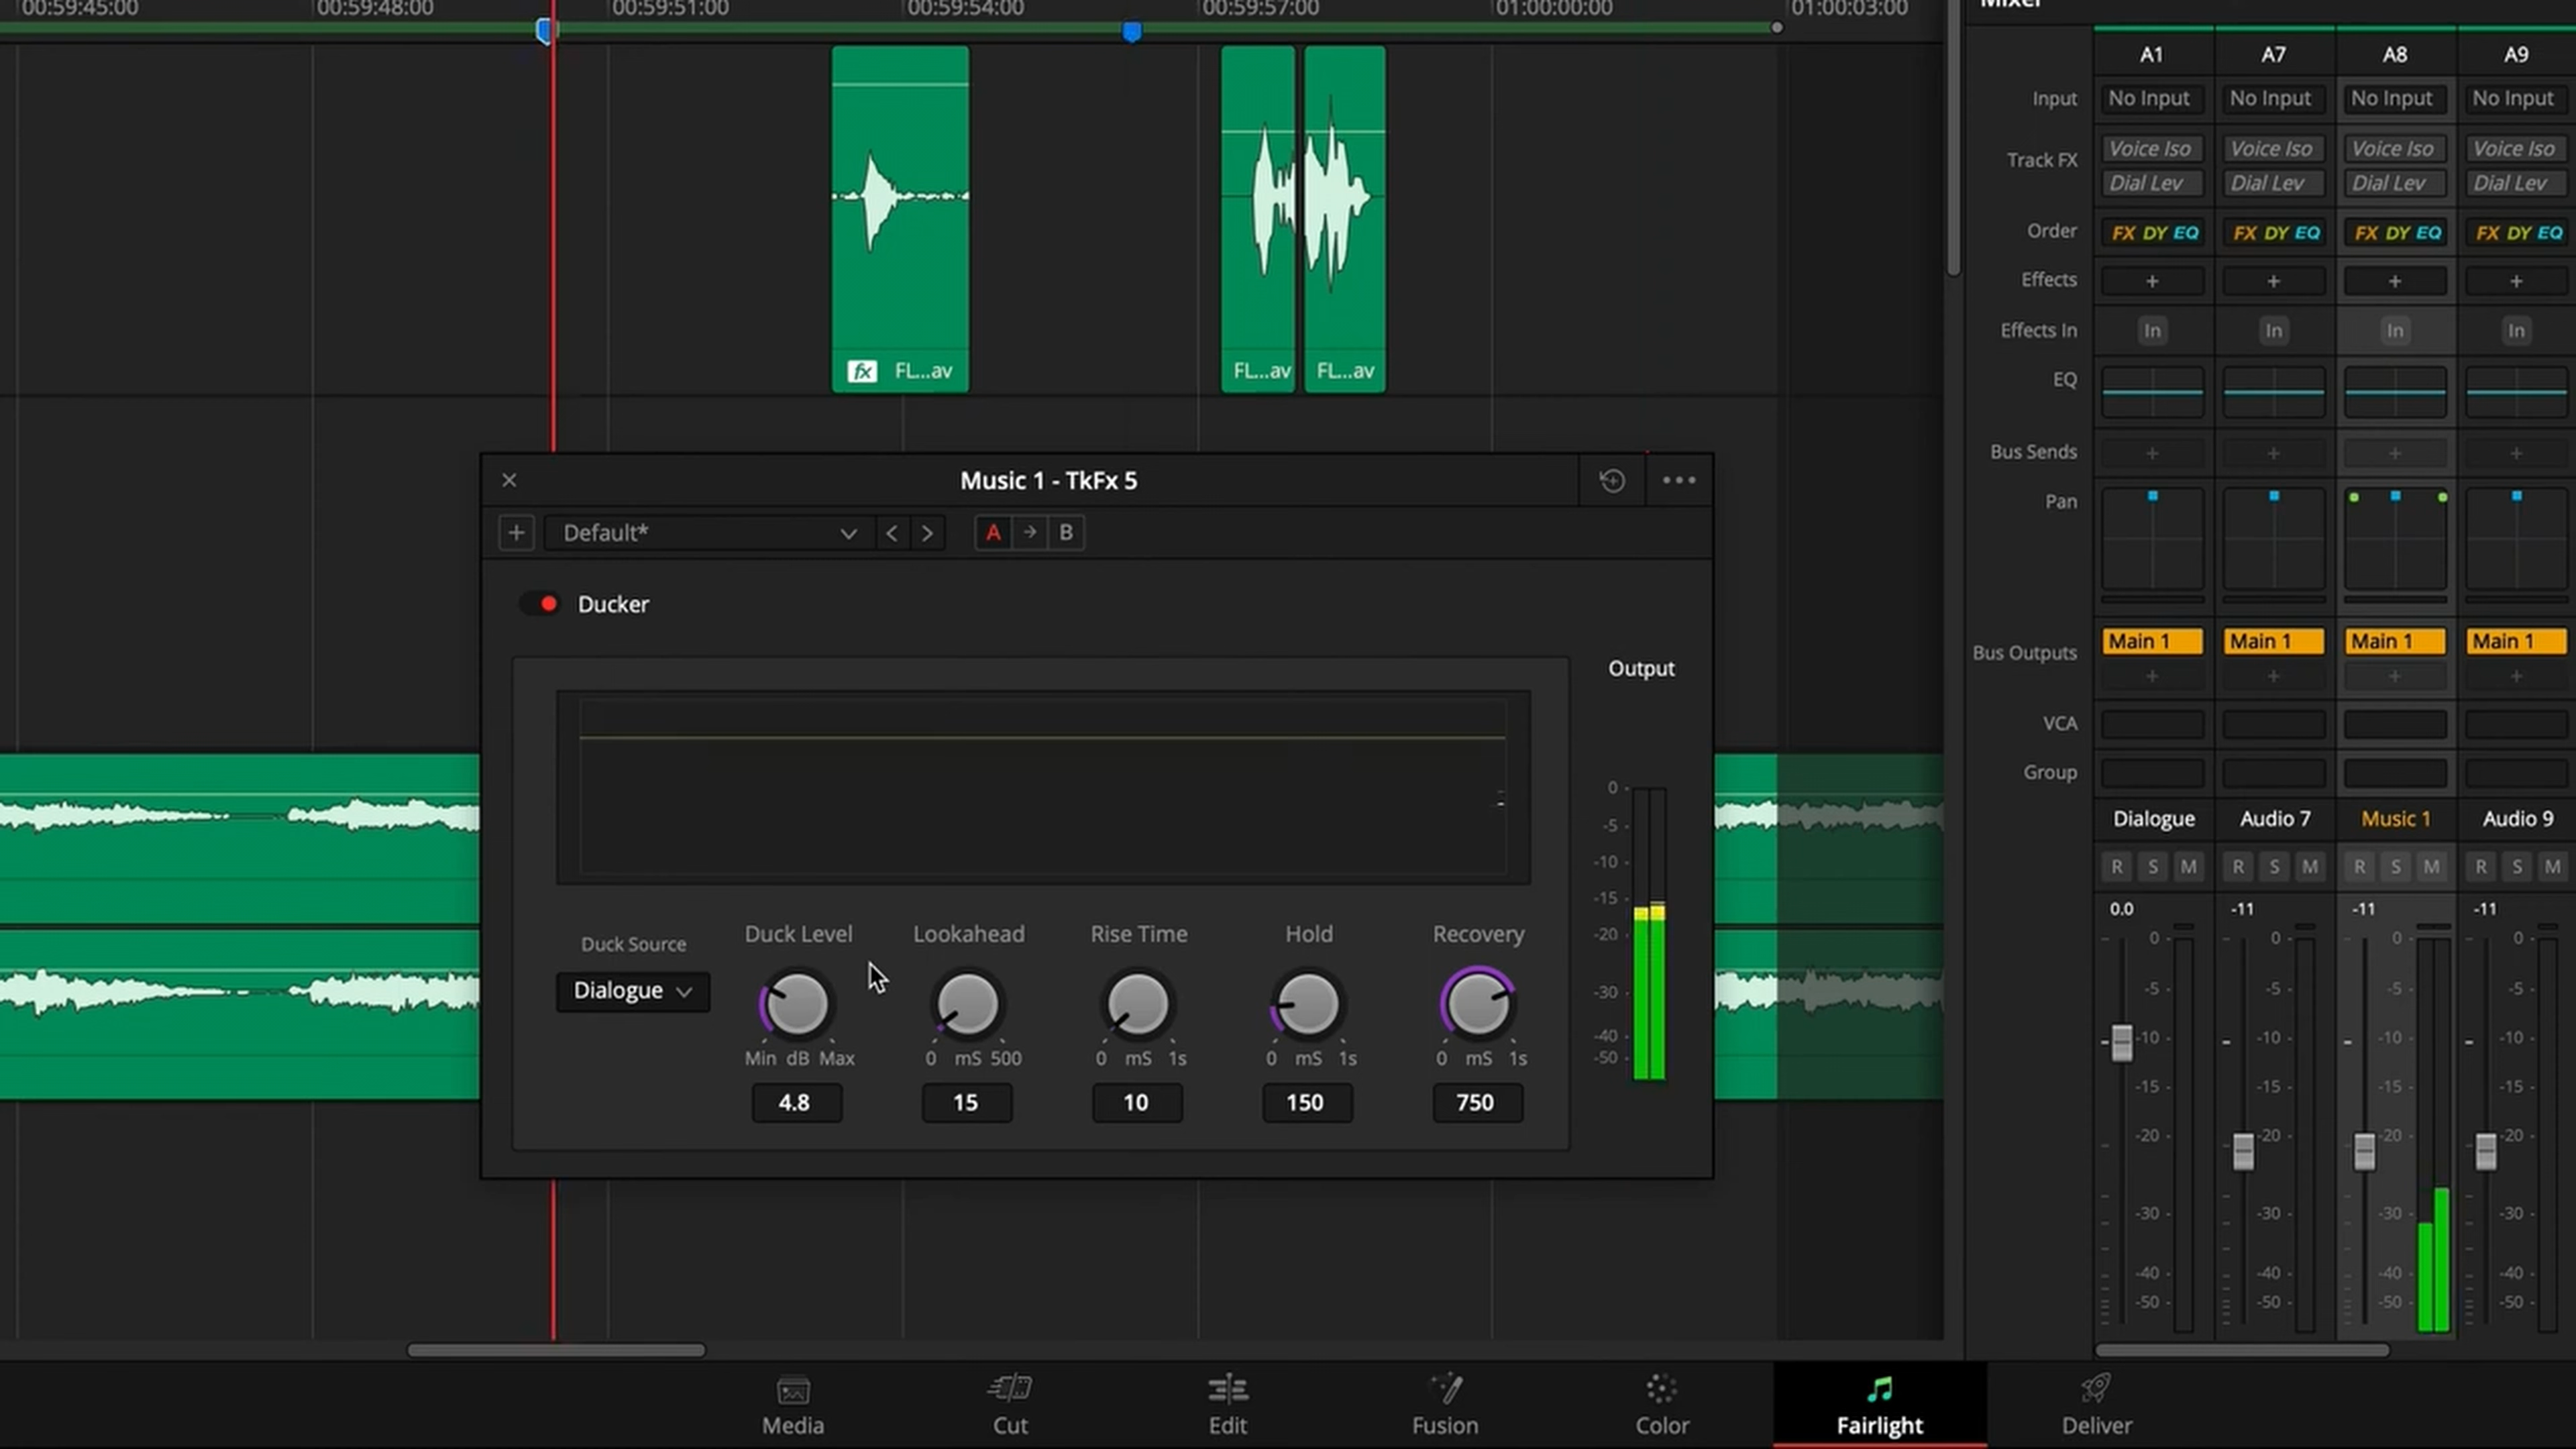 00:59:45:00 00:59:48:00 00:59:51:00 00:59:54:00 00:59:57:00 01:00:00:00 01:00:03:00
Mixer
A1 A7 A8 A9
Input No Input No Input No Input No Input
Track FX Voice Iso Voice Iso Voice Iso Voice Iso
Dial Lev Dial Lev Dial Lev Dial Lev
Order FX DY EQ FX DY EQ FX DY EQ FX DY EQ
Effects + + + +
Effects In In In In In
EQ
Bus Sends + + + +
Pan
Bus Outputs Main 1 Main 1 Main 1 Main 1
+ + + +
VCA
Group
Dialogue Audio 7 Music 1 Audio 9
R S M R S M R S M R S M
0.0 -11 -11 -11
0 0 0 0
-5 -5 -5 -5
-10 -10 -10 -10
-15 -15 -15 -15
-20 -20 -20 -20
-30 -30 -30 -30
-40 -40 -40 -40
-50 -50 -50 -50
fx FL...av FL...av FL...av
Music 1 - TkFx 5
Default* A B
Ducker
Output
0
-5
-10
-15
-20
-30
-40
-50
Duck Source
Dialogue
Duck Level Lookahead Rise Time Hold Recovery
Min dB Max 0 mS 500 0 mS 1s 0 mS 1s 0 mS 1s
4.8 15 10 150 750
Media Cut Edit Fusion Color Fairlight Deliver